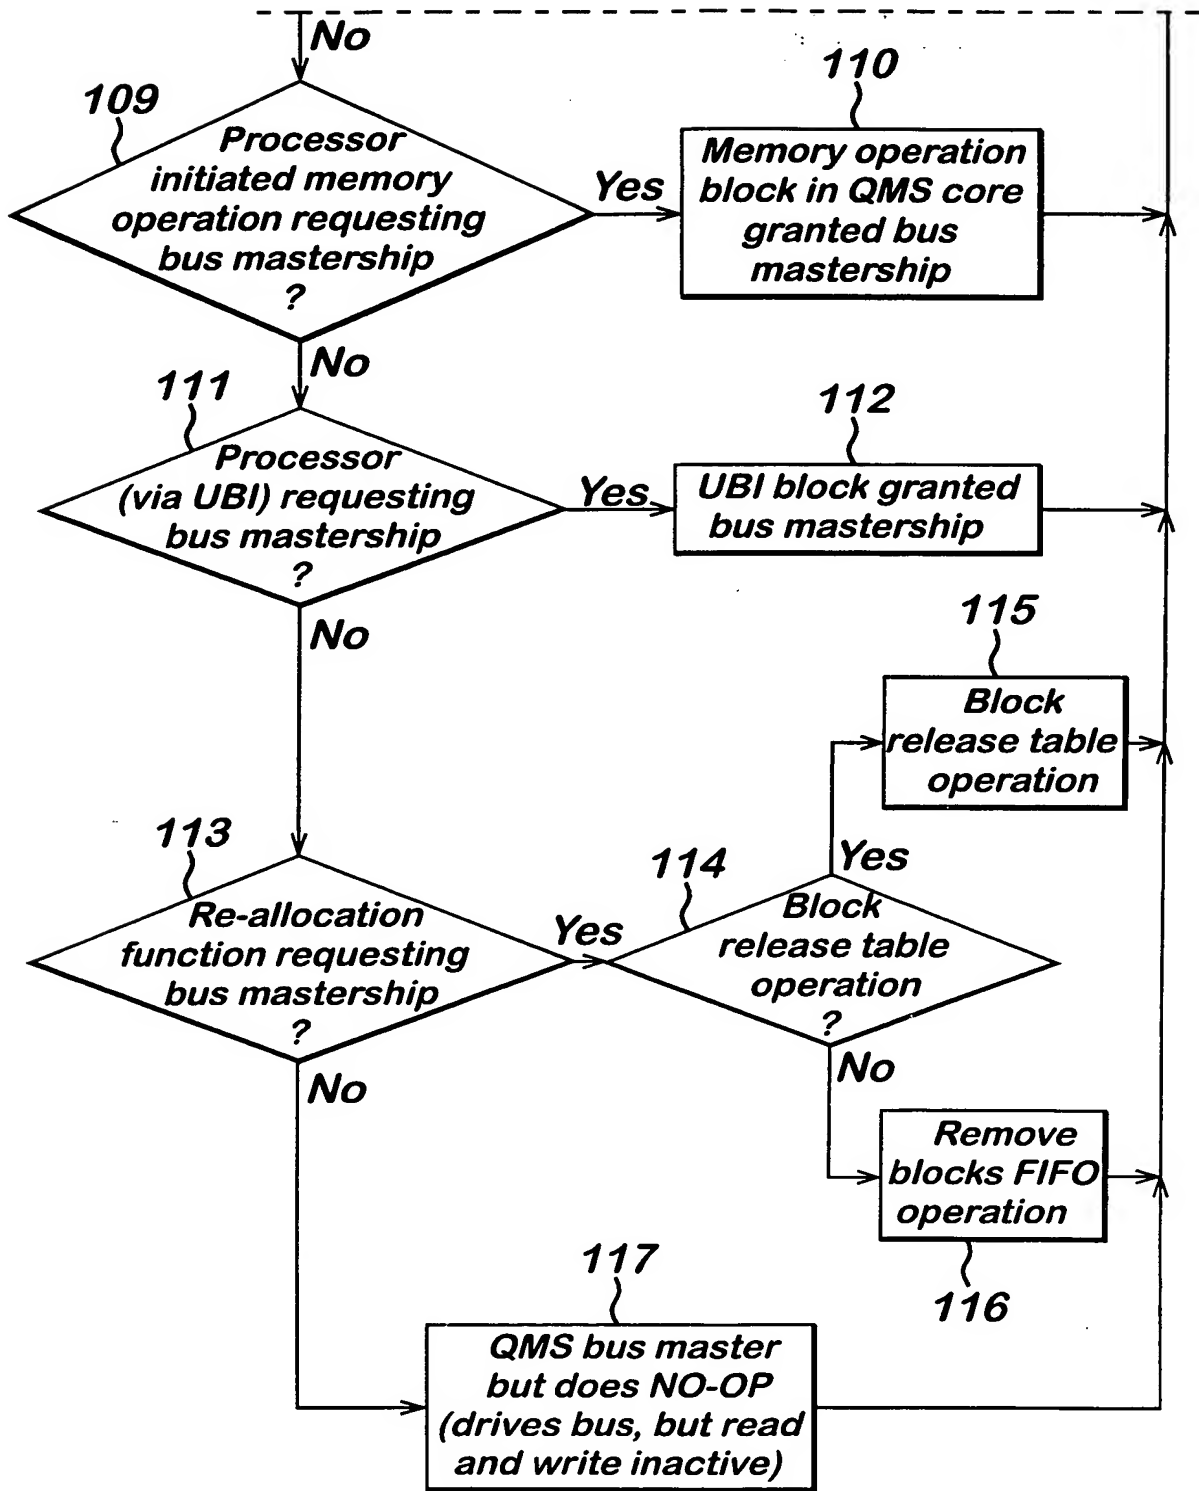 No
109
Processor
initiated memory
operation requesting
bus mastership
?
Yes
110
Memory operation
block in QMS core
granted bus
mastership
No
111
Processor
(via UBI) requesting
bus mastership
?
Yes
112
UBI block granted
bus mastership
No
115
Block
release table
operation
113
Re-allocation
function requesting
bus mastership
?
Yes
114
Block
release table
operation
?
Yes
No
No
Remove
blocks FIFO
operation
116
117
QMS bus master
but does NO-OP
(drives bus, but read
and write inactive)